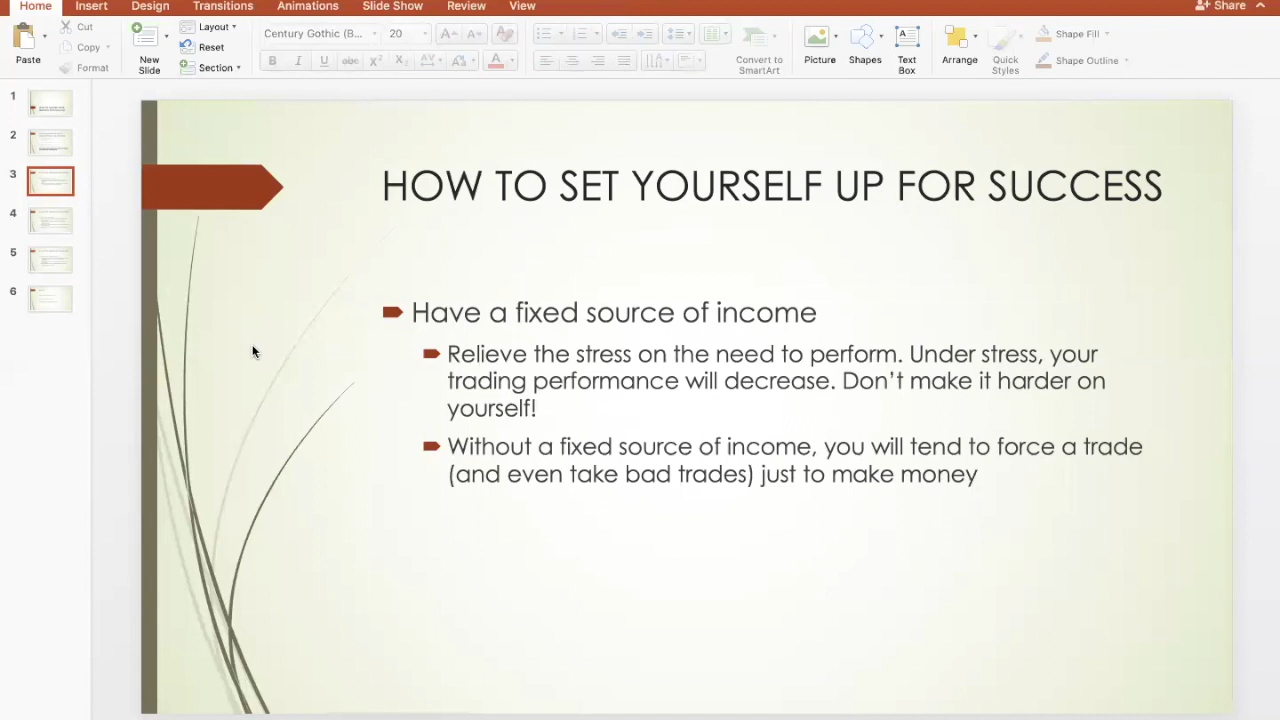 Home Insert Design Transitions Animations Slide Show Review View Share
Cut Layout Century Gothic (B... 20 Shape Fill
Copy Reset
Paste Format New Slide Section Convert to SmartArt Picture Shapes Text Box Arrange Quick Styles Shape Outline
1
2
3
4
5
6
HOW TO SET YOURSELF UP FOR SUCCESS
Have a fixed source of income
Relieve the stress on the need to perform. Under stress, your
trading performance will decrease. Don't make it harder on
yourself!
Without a fixed source of income, you will tend to force a trade
(and even take bad trades) just to make money